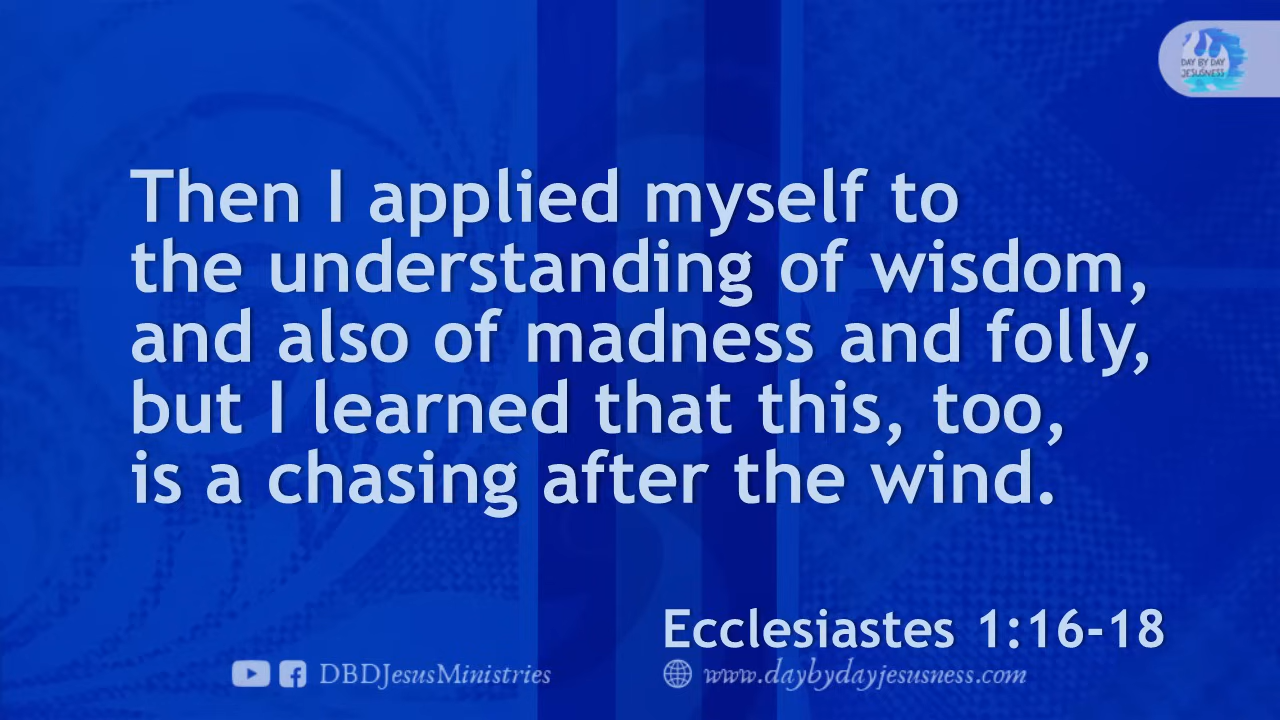 DAY BY DAY
JESUSNESS
Then I applied myself to
the understanding of wisdom,
and also of madness and folly,
but I learned that this, too,
is a chasing after the wind.
Ecclesiastes 1:16-18
DBDJesusMinistries
www.daybydayjesusness.com